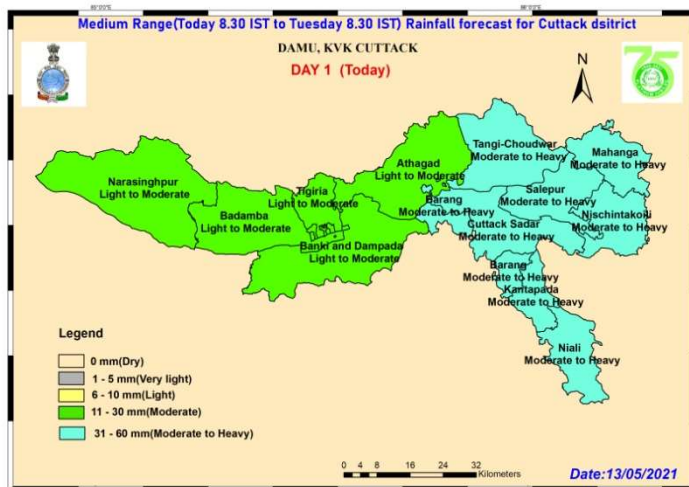 Medium Range(Today 8.30 IST to Tuesday 8.30 IST) Rainfall forecast for Cuttack dsitrict
DAMU, KVK CUTTACK
DAY 1 (Today)
N
75
Tangi-Choudwar
Moderate to Heavy
Mahanga
Moderate to Heavy
Athagad
Light to Moderate
Narasinghpur
Light to Moderate
Tigiria
Light to Moderate
Salepur
Moderate to Heavy
Barang
Moderate to Heavy
Badamba
Light to Moderate
Nischintakoili
Moderate to Heavy
Cuttack Sadar
Moderate to Heavy
Banki and Dampada
Light to Moderate
Barang
Moderate to Heavy
Kantapada
Moderate to Heavy
Niali
Moderate to Heavy
Legend
0 mm(Dry)
1 - 5 mm(Very light)
6 - 10 mm(Light)
11 - 30 mm(Moderate)
31 - 60 mm(Moderate to Heavy)
0 4 8 16 24 32
Kilometers
Date:13/05/2021